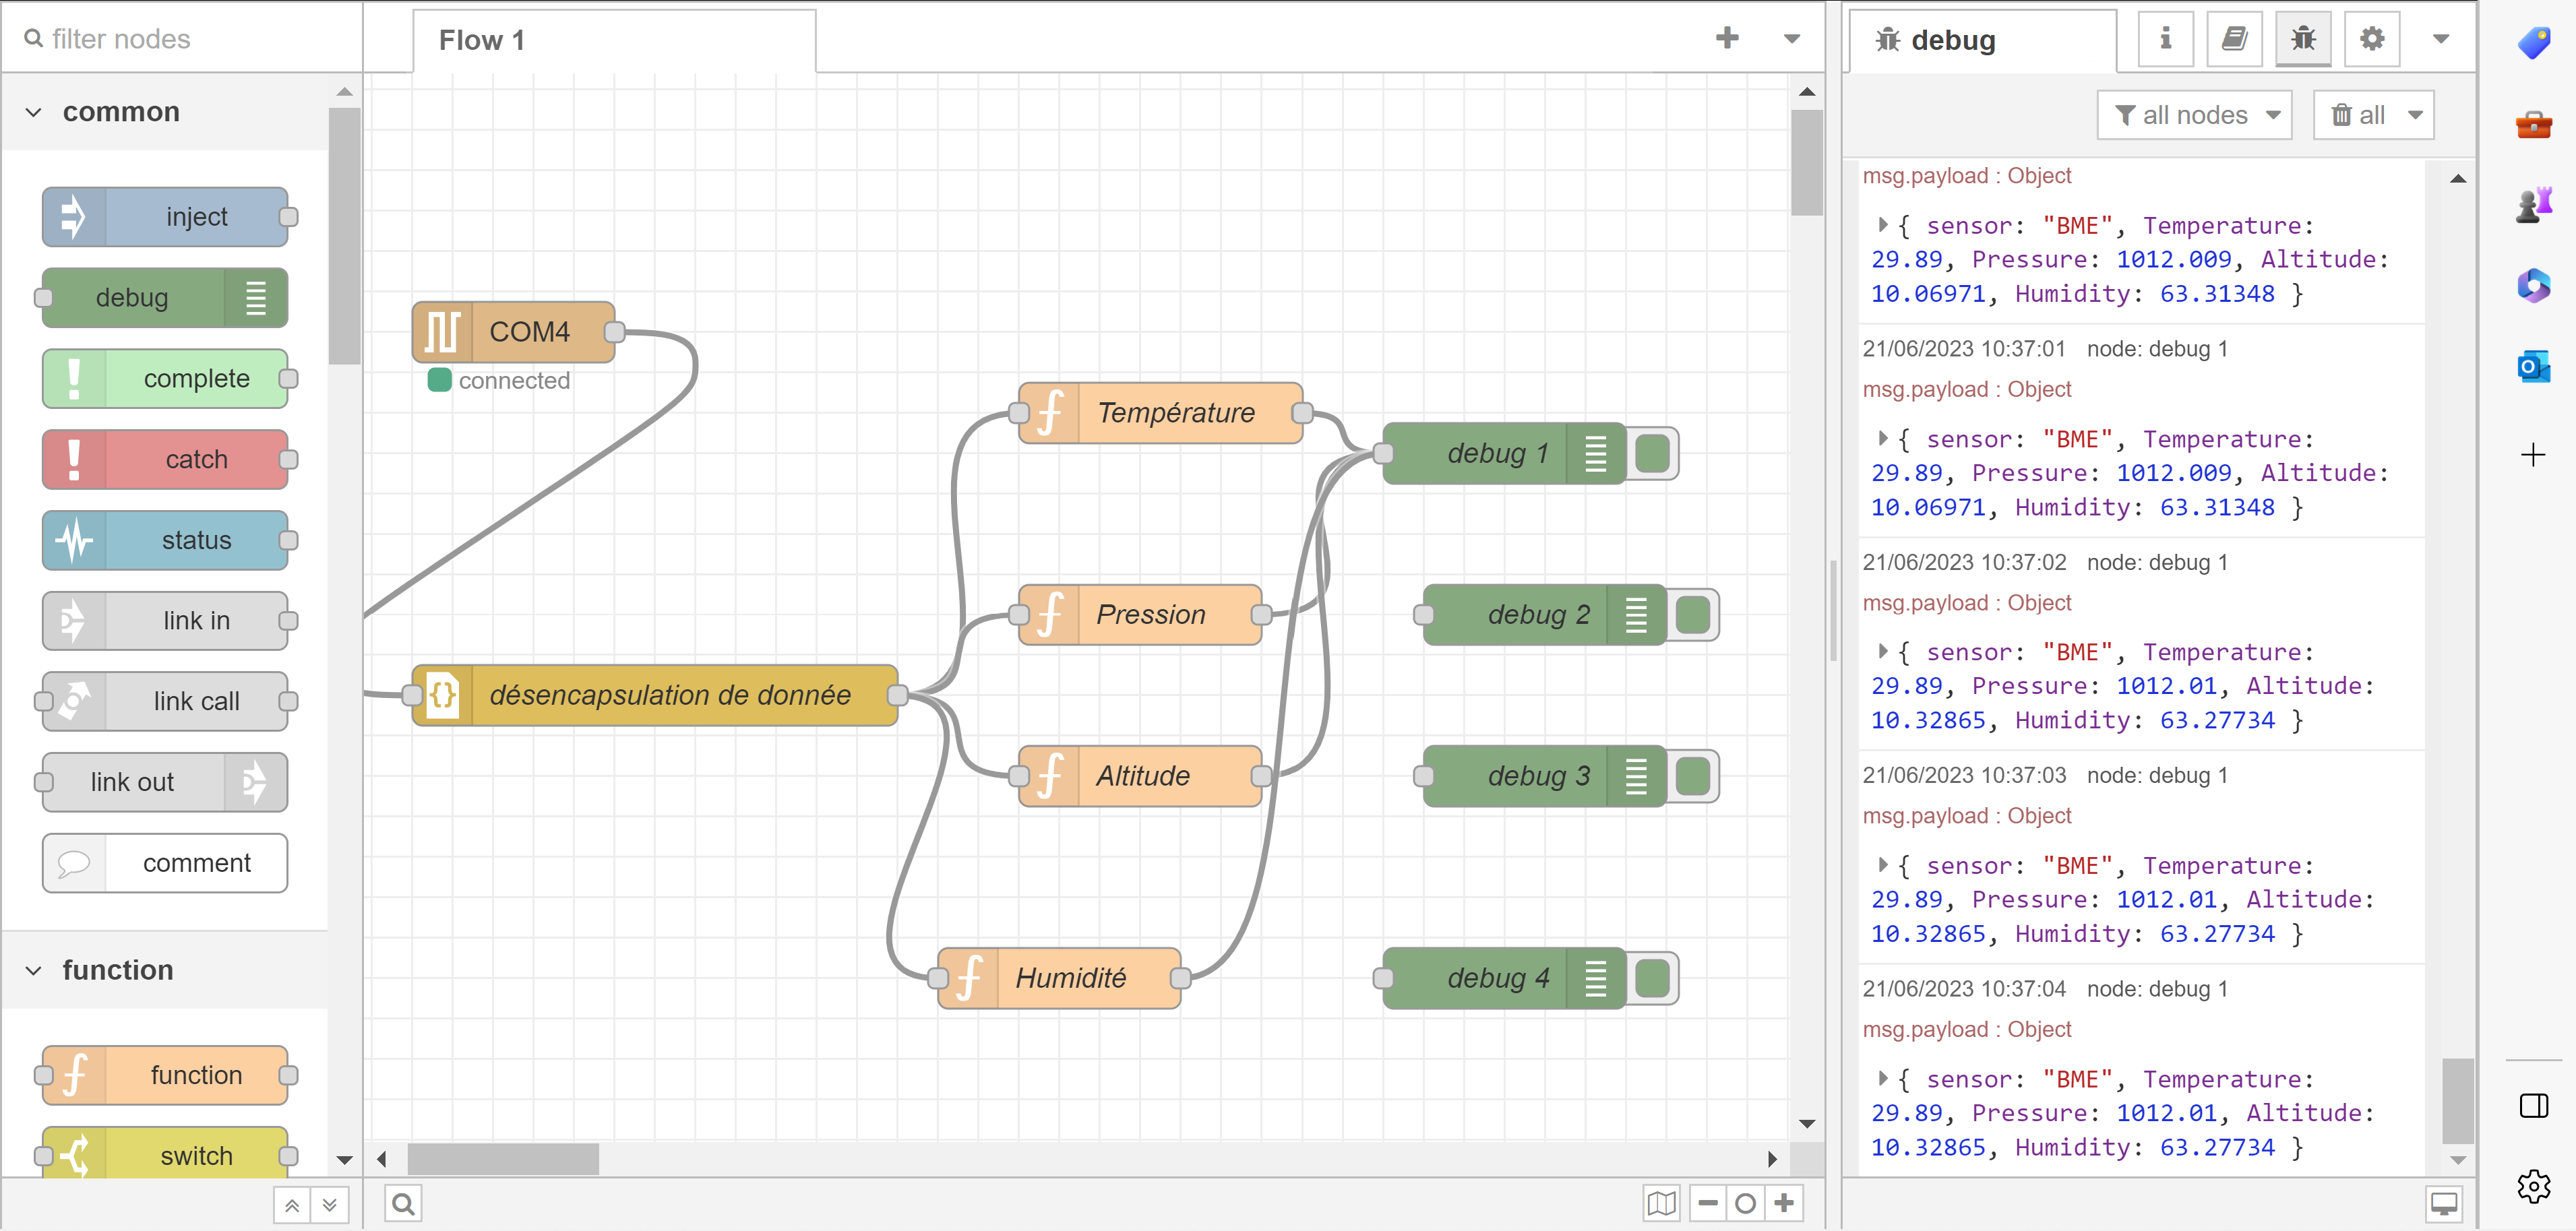 filter nodes
common
inject
debug
complete
catch
status
link in
link call
link out
comment
function
function
switch
Flow 1
COM4
connected
désencapsulation de donnée
Température
Pression
Altitude
Humidité
debug 1
debug 2
debug 3
debug 4
debug
all nodes
all
msg.payload : Object
{ sensor: "BME", Temperature:
29.89, Pressure: 1012.009, Altitude:
10.06971, Humidity: 63.31348 }
21/06/2023 10:37:01 node: debug 1
msg.payload : Object
{ sensor: "BME", Temperature:
29.89, Pressure: 1012.009, Altitude:
10.06971, Humidity: 63.31348 }
21/06/2023 10:37:02 node: debug 1
msg.payload : Object
{ sensor: "BME", Temperature:
29.89, Pressure: 1012.01, Altitude:
10.32865, Humidity: 63.27734 }
21/06/2023 10:37:03 node: debug 1
msg.payload : Object
{ sensor: "BME", Temperature:
29.89, Pressure: 1012.01, Altitude:
10.32865, Humidity: 63.27734 }
21/06/2023 10:37:04 node: debug 1
msg.payload : Object
{ sensor: "BME", Temperature:
29.89, Pressure: 1012.01, Altitude:
10.32865, Humidity: 63.27734 }